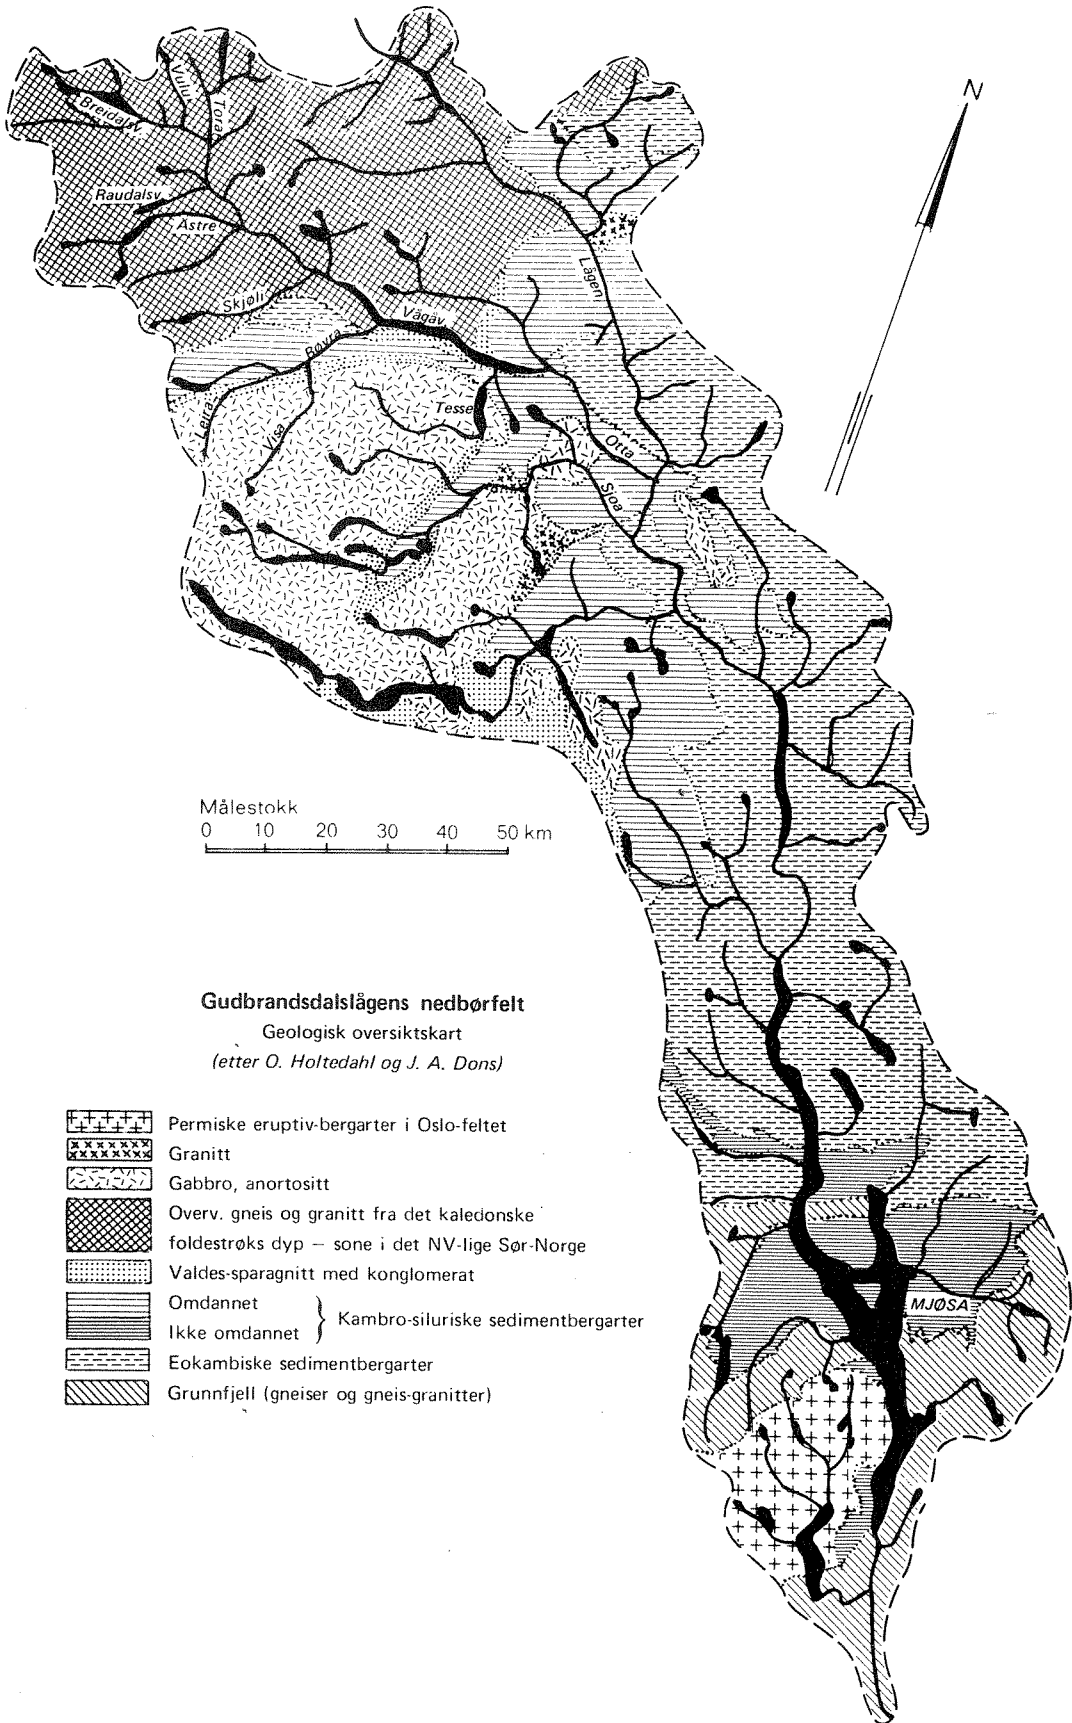 N
Breidalsv.
Vulu
Tora
Raudalsv.
Åstre
Skjøli
Lågen
Vågåv.
Bøvra
Leira
Visa
Tesse
Otta
Sjoa
Målestokk
0 10 20 30 40 50 km
Gudbrandsdalslågens nedbørfelt
Geologisk oversiktskart
(etter O. Holtedahl og J. A. Dons)
Permiske eruptiv-bergarter i Oslo-feltet
Granitt
Gabbro, anortositt
Overv. gneis og granitt fra det kaledonske
foldestrøks dyp – sone i det NV-lige Sør-Norge
Valdes-sparagnitt med konglomerat
Omdannet
Ikke omdannet
Kambro-siluriske sedimentbergarter
Eokambiske sedimentbergarter
Grunnfjell (gneiser og gneis-granitter)
MJØSA